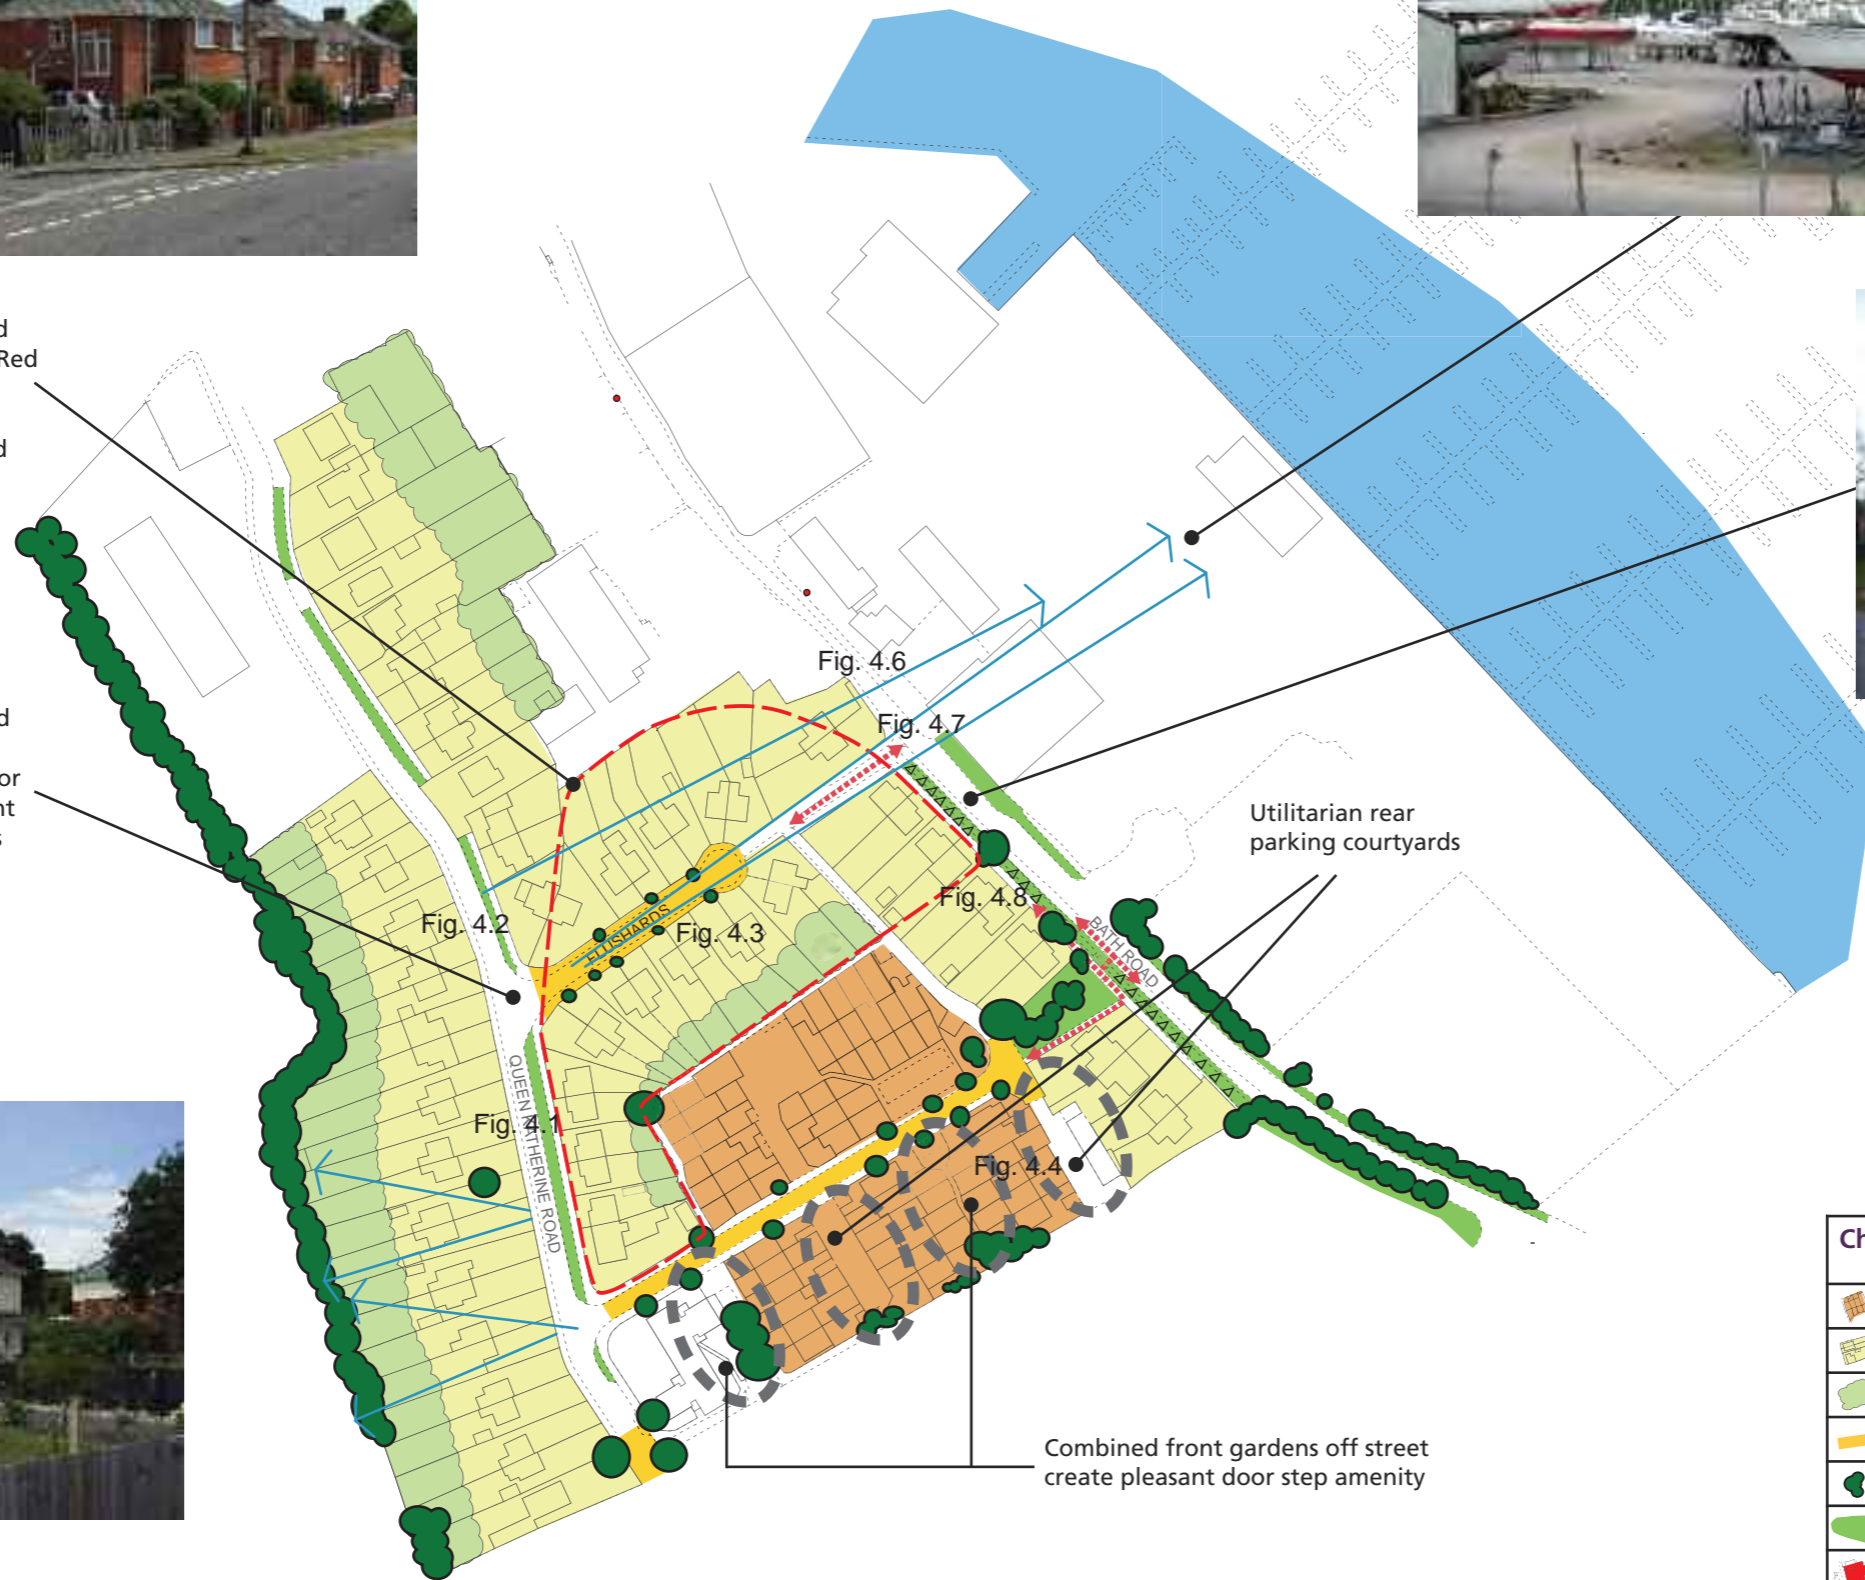 d
Red
d
d
or
nt
s
Fig. 4.6
Fig. 4.7
Utilitarian rear
parking courtyards
Fig. 4.8
Fig. 4.2
ELLISHARDS
Fig. 4.3
BATH ROAD
QUEEN KATHERINE ROAD
Fig. 4.1
Fig. 4.4
Ch
Combined front gardens off street
create pleasant door step amenity